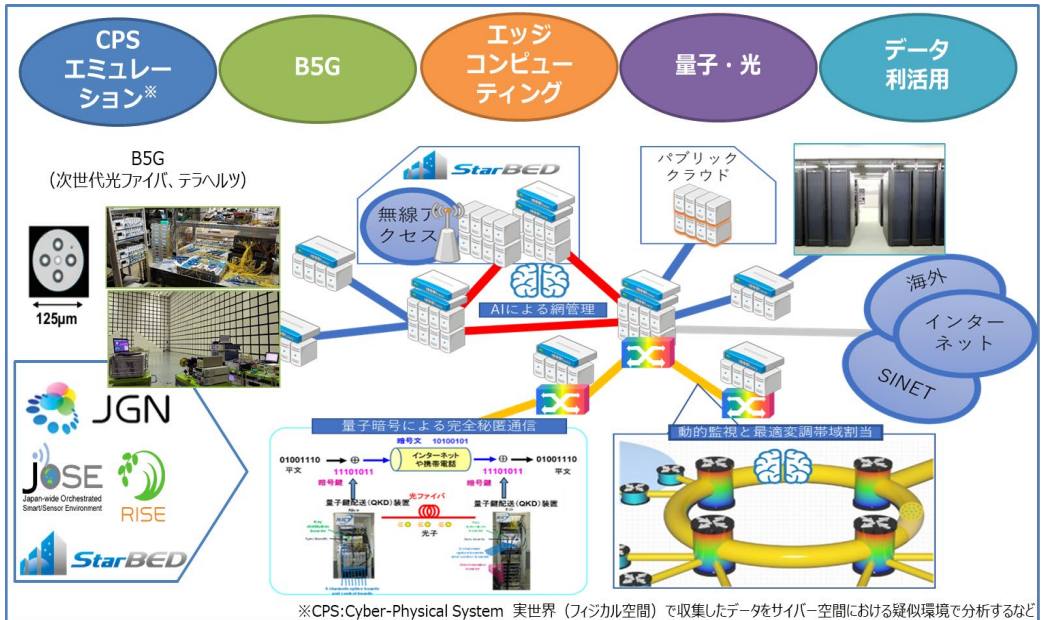 CPS
エミュレー
ション※
B5G
エッジ
コンピュー
ティング
量子・光
データ
利活用
B5G
（次世代光ファイバ、テラヘルツ）
125μm
StarBED
無線ア
クセス
パブリック
クラウド
AIによる網管理
海外
インター
ネット
SINET
JGN
JOSE
Japan-wide Orchestrated
Smart/Sensor Environment
RISE
StarBED
量子暗号による完全秘匿通信
暗号文 10100101
01001110
平文
11101011
暗号鍵
インターネット
や携帯電話
11101011
暗号鍵
01001110
平文
量子鍵配送(QKD)装置
光ファイバ
光子
量子鍵配送(QKD)装置
動的監視と最適変調帯域割当
※CPS:Cyber-Physical System 実世界（フィジカル空間）で収集したデータをサイバー空間における疑似環境で分析するなど